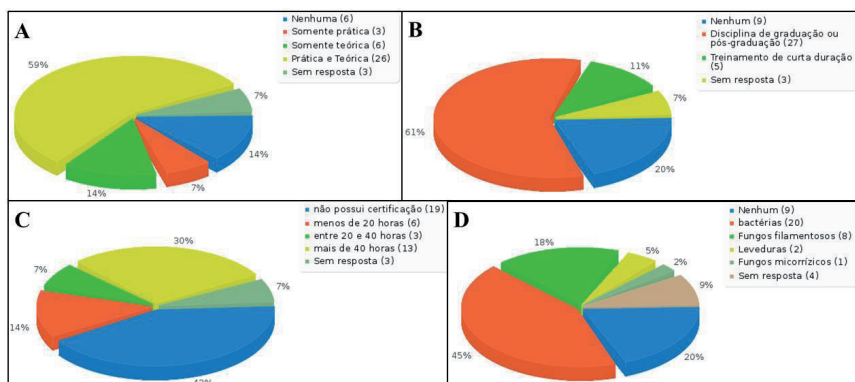 A
Nenhuma (6)
Somente prática (3)
Somente teórica (6)
Prática e Teórica (26)
Sem resposta (3)
59%
7%
14%
7%
14%
B
Nenhum (9)
Disciplina de graduação ou
pós-graduação (27)
Treinamento de curta duração
(5)
Sem resposta (3)
11%
7%
61%
20%
C
não possui certificação (19)
menos de 20 horas (6)
entre 20 e 40 horas (3)
mais de 40 horas (13)
Sem resposta (3)
30%
7%
7%
14%
D
Nenhum (9)
bactérias (20)
Fungos filamentosos (8)
Leveduras (2)
Fungos micorrízicos (1)
Sem resposta (4)
18%
5%
2%
9%
45%
20%